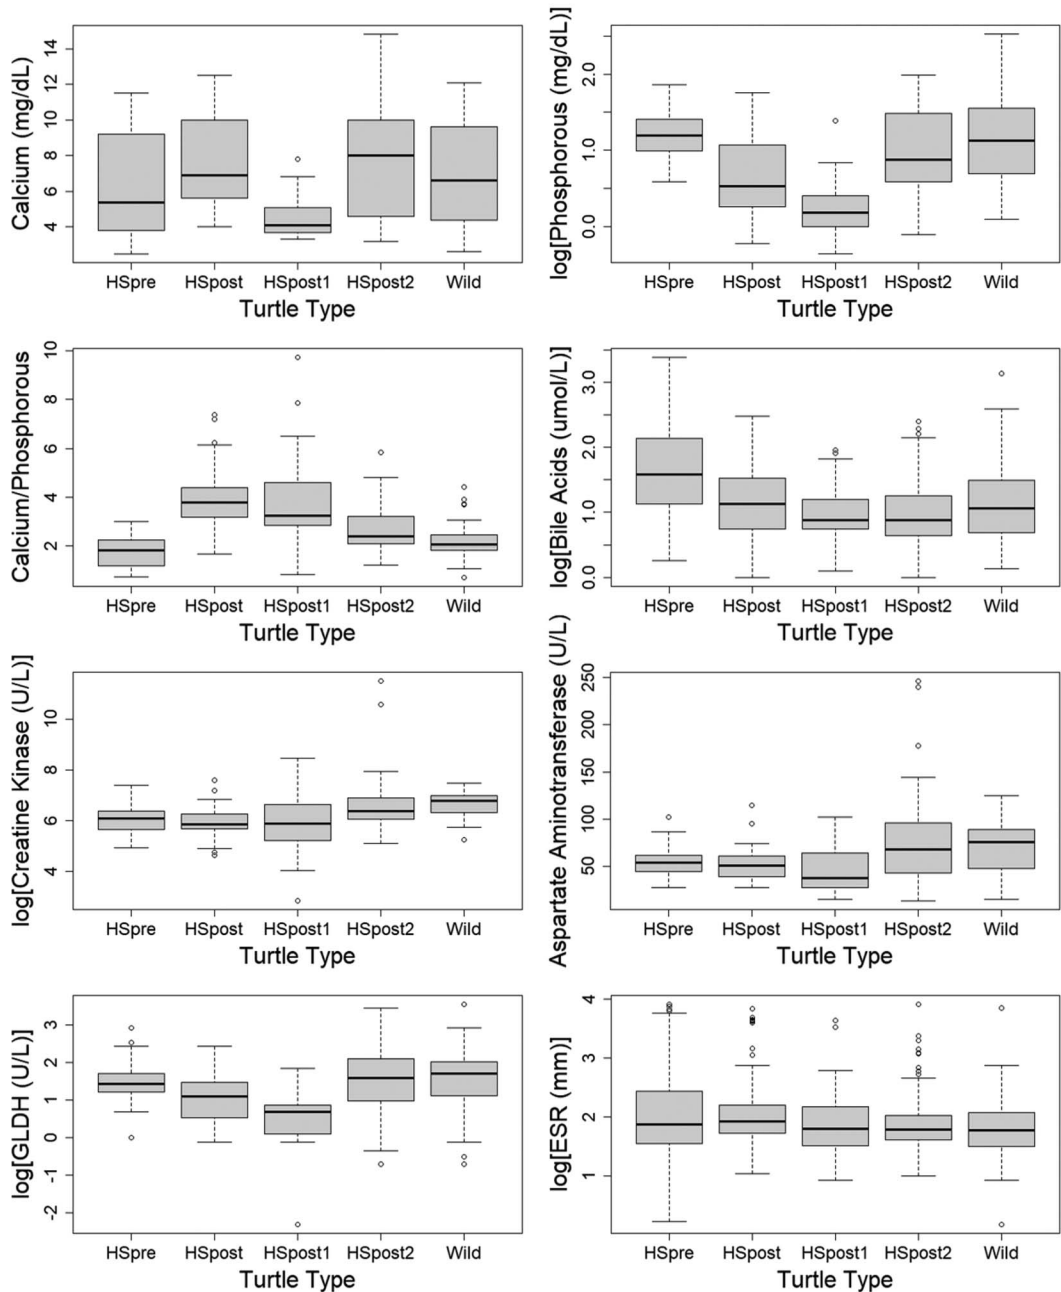 Calcium (mg/dL)
14
12
10
8
6
4
HSpre HSpost HSpost1 HSpost2 Wild
Turtle Type
log[Phosphorous (mg/dL)]
2.0
1.0
0.0
HSpre HSpost HSpost1 HSpost2 Wild
Turtle Type
Calcium/Phosphorous
10
8
6
4
2
HSpre HSpost HSpost1 HSpost2 Wild
Turtle Type
log[Bile Acids (umol/L)]
3.0
2.0
1.0
0.0
HSpre HSpost HSpost1 HSpost2 Wild
Turtle Type
log[Creatine Kinase (U/L)]
10
8
6
4
HSpre HSpost HSpost1 HSpost2 Wild
Turtle Type
Aspartate Aminotransferase (U/L)
250
200
150
100
50
HSpre HSpost HSpost1 HSpost2 Wild
Turtle Type
log[GLDH (U/L)]
3
2
1
0
-1
-2
HSpre HSpost HSpost1 HSpost2 Wild
Turtle Type
log[ESR (mm)]
4
3
2
1
HSpre HSpost HSpost1 HSpost2 Wild
Turtle Type